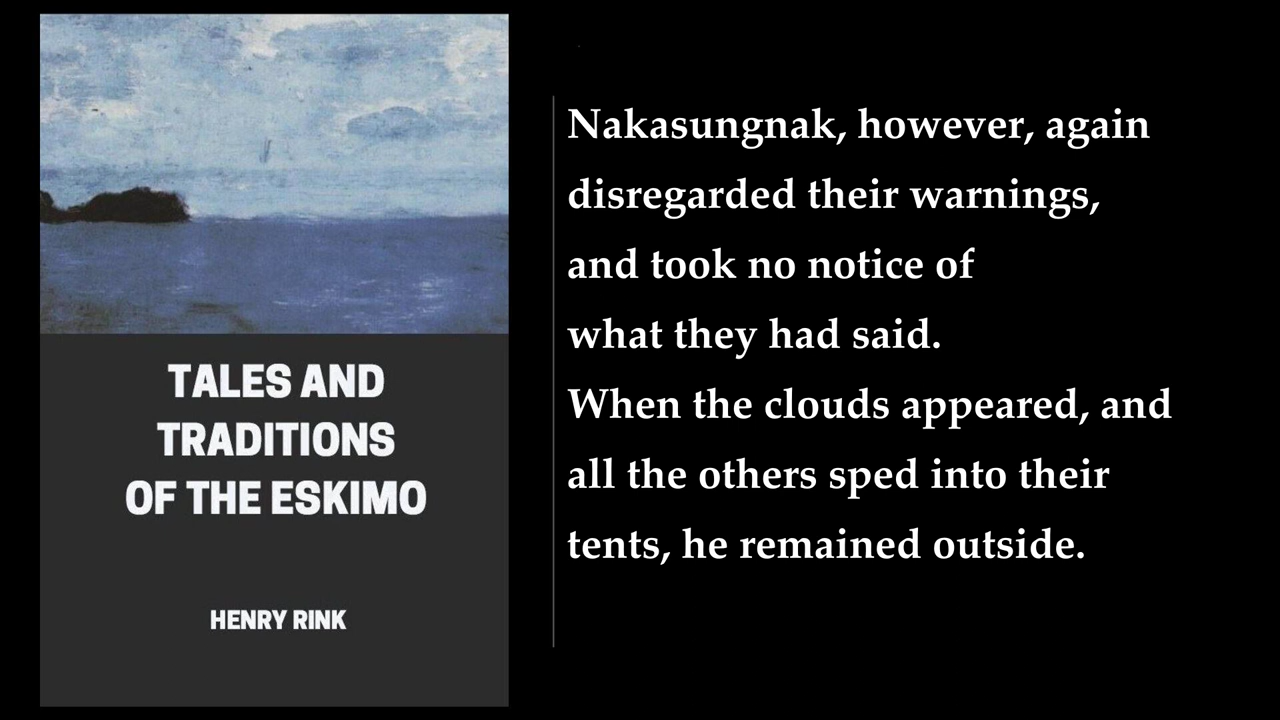 TALES AND
TRADITIONS
OF THE ESKIMO
HENRY RINK
Nakasungnak, however, again
disregarded their warnings,
and took no notice of
what they had said.
When the clouds appeared, and
all the others sped into their
tents, he remained outside.